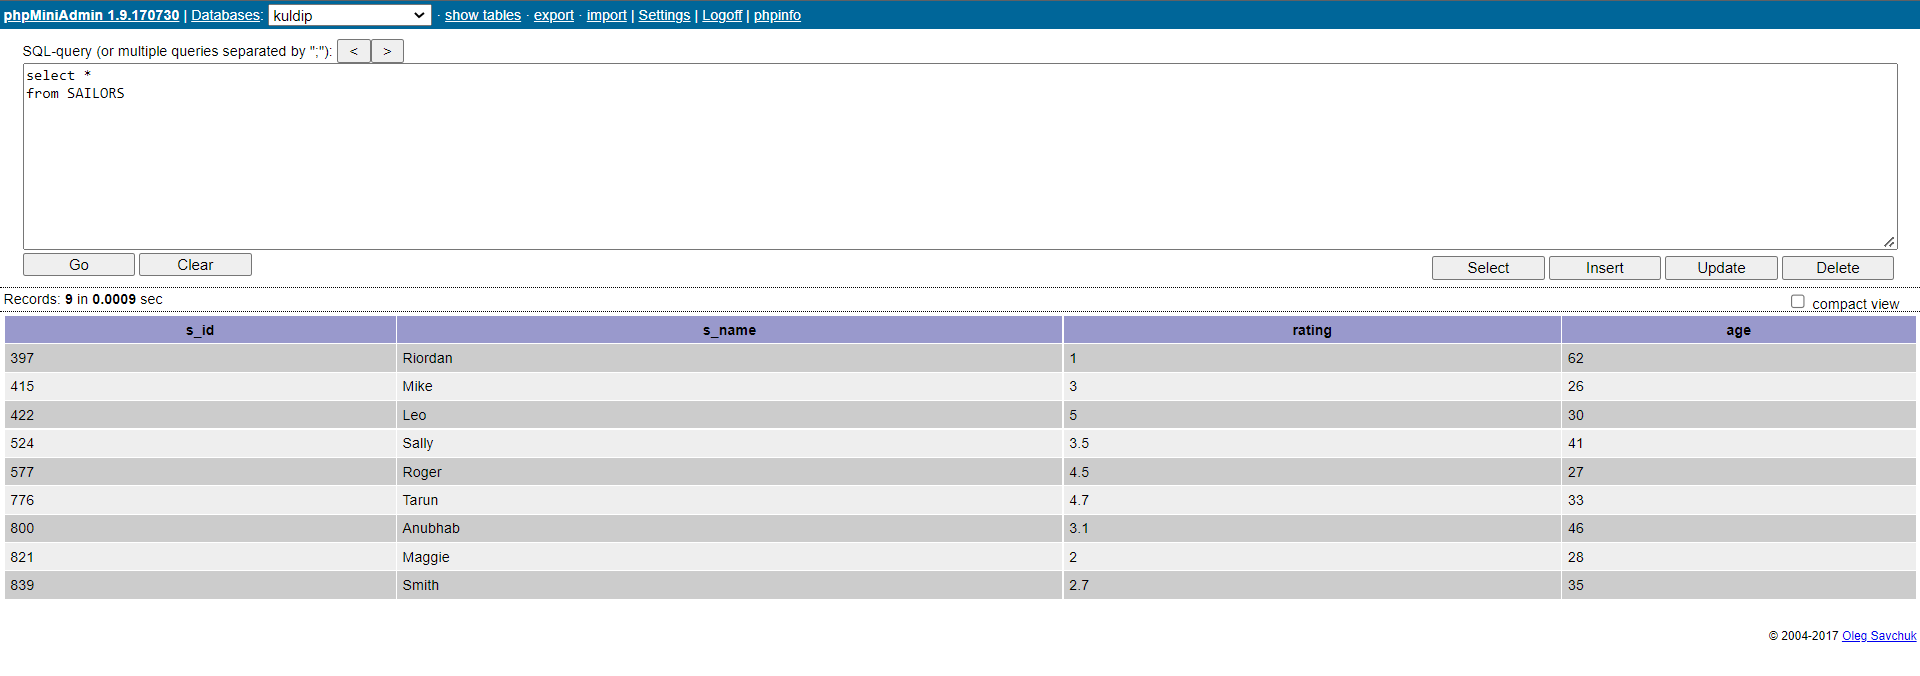 phpMiniAdmin 1.9.170730 | Databases: kuldip · show tables · export · import | Settings | Logoff | phpinfo
SQL-query (or multiple queries separated by ";"): < >
select *
from SAILORS
Go Clear Select Insert Update Delete
Records: 9 in 0.0009 sec compact view
s_id s_name rating age
397 Riordan 1 62
415 Mike 3 26
422 Leo 5 30
524 Sally 3.5 41
577 Roger 4.5 27
776 Tarun 4.7 33
800 Anubhab 3.1 46
821 Maggie 2 28
839 Smith 2.7 35
© 2004-2017 Oleg Savchuk